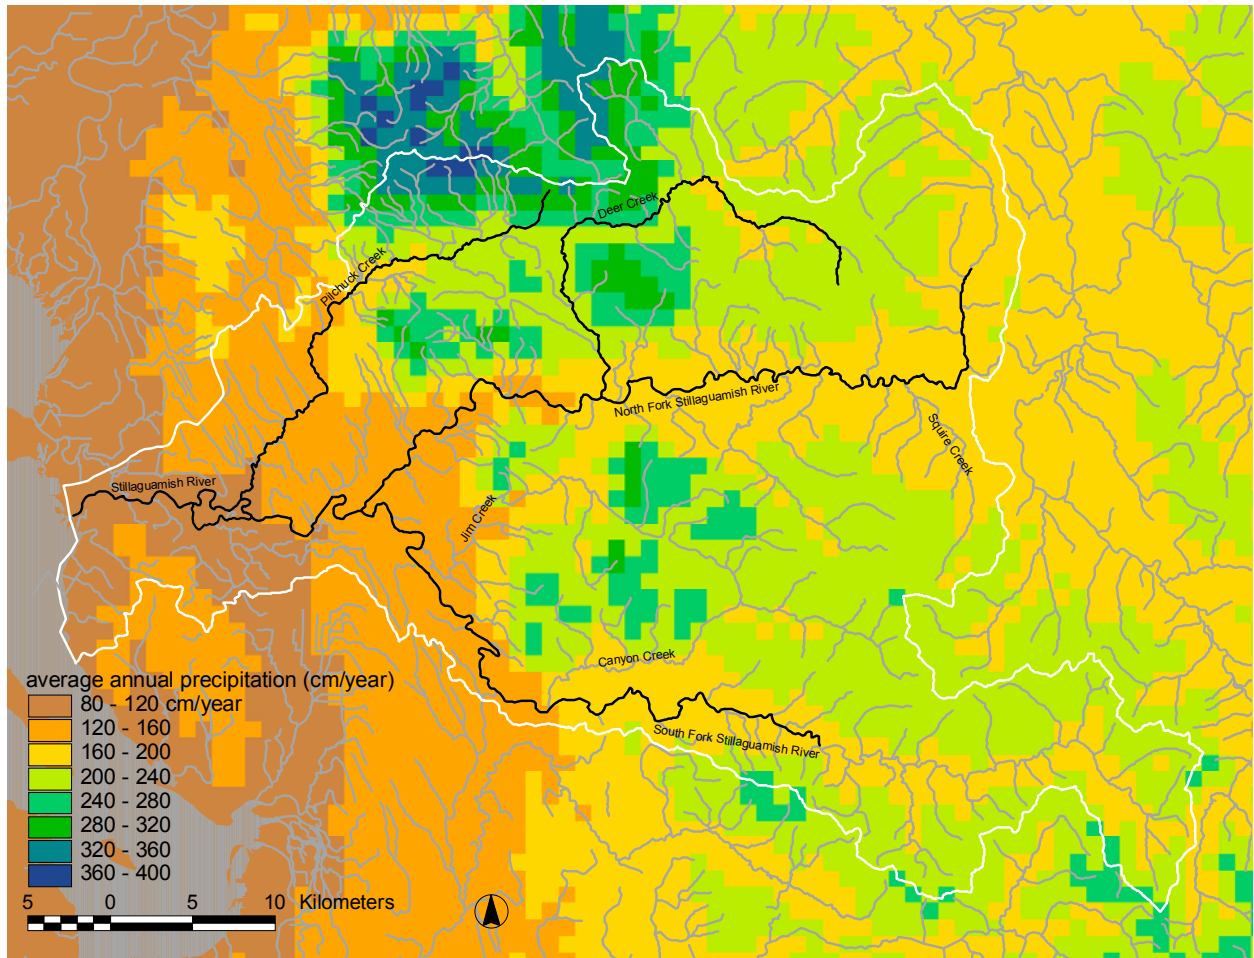 Deer Creek
Pilchuck Creek
North Fork Stillaguamish River
Squire Creek
Stillaguamish River
Jim Creek
Canyon Creek
South Fork Stillaguamish River
average annual precipitation (cm/year)
80 - 120 cm/year
120 - 160
160 - 200
200 - 240
240 - 280
280 - 320
320 - 360
360 - 400
5 0 5 10 Kilometers